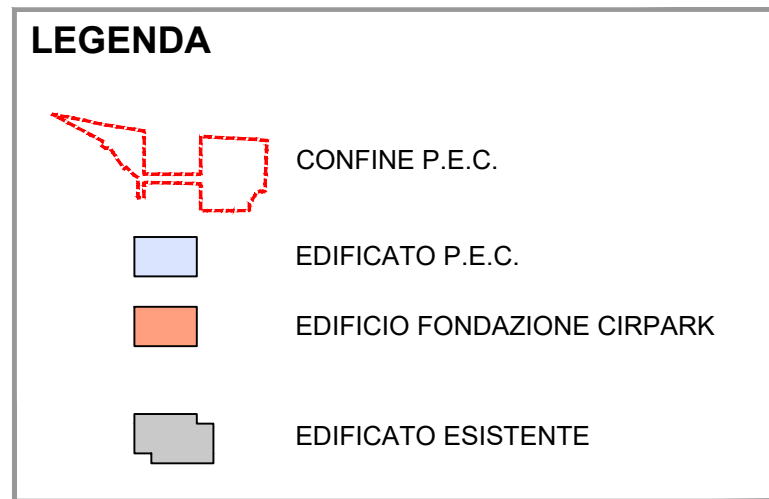 LEGENDA
CONFINE P.E.C.
EDIFICATO P.E.C.
EDIFICIO FONDAZIONE CIRPARK
EDIFICATO ESISTENTE